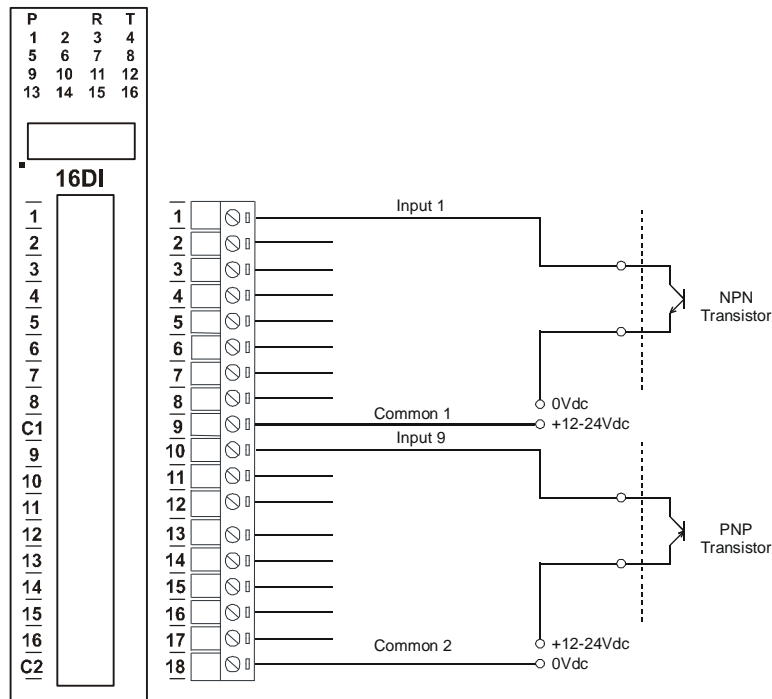 P R T
1 2 3 4
5 6 7 8
9 10 11 12
13 14 15 16
16DI
1
2
3
4
5
6
7
8
C1
9
10
11
12
13
14
15
16
C2
1
2
3
4
5
6
7
8
9
10
11
12
13
14
15
16
17
18
Input 1
NPN
Transistor
0Vdc
Common 1
+12-24Vdc
Input 9
PNP
Transistor
+12-24Vdc
Common 2
0Vdc